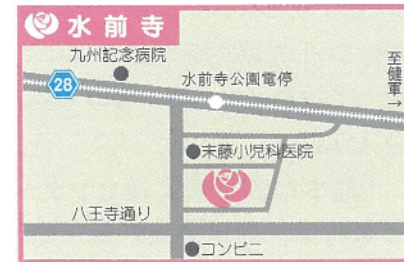 水前寺
九州記念病院
28
水前寺公園電停
至健軍→
●末藤小児科医院
八王寺通り
●コンビニ